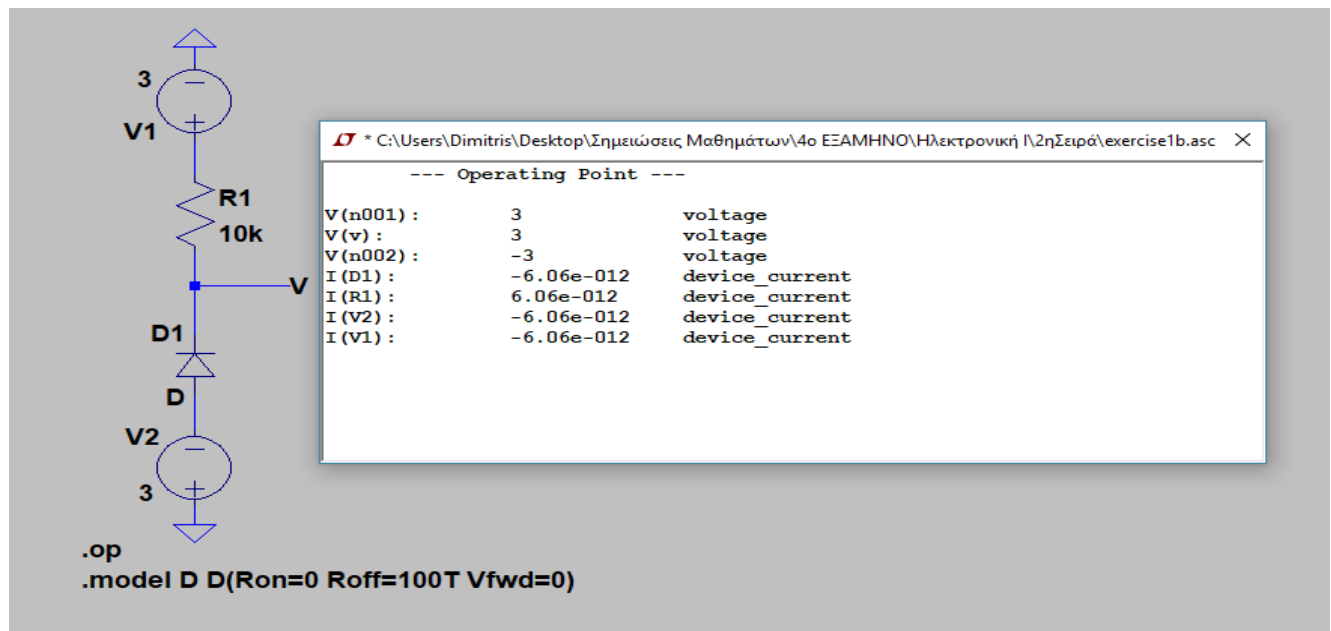 3
V1
R1
10k
V
D1
D
V2
3
.op
.model D D(Ron=0 Roff=100T Vfwd=0)
* C:\Users\Dimitris\Desktop\Σημειώσεις Μαθημάτων\4ο ΕΞΑΜΗΝΟ\Ηλεκτρονική Ι\2ηΣειρά\exercise1b.asc
--- Operating Point ---
V(n001): 3 voltage
V(v): 3 voltage
V(n002): -3 voltage
I(D1): -6.06e-012 device_current
I(R1): 6.06e-012 device_current
I(V2): -6.06e-012 device_current
I(V1): -6.06e-012 device_current